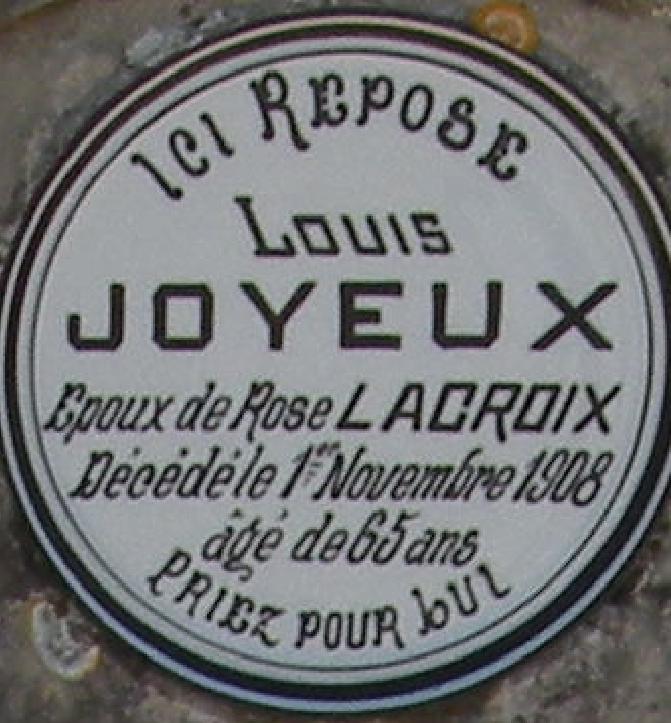 ICI REPOSE
LOUIS
JOYEUX
Epoux de Rose LACROIX
Décédé le 1er Novembre 1908
âgé de 65 ans
PRIEZ POUR LUI